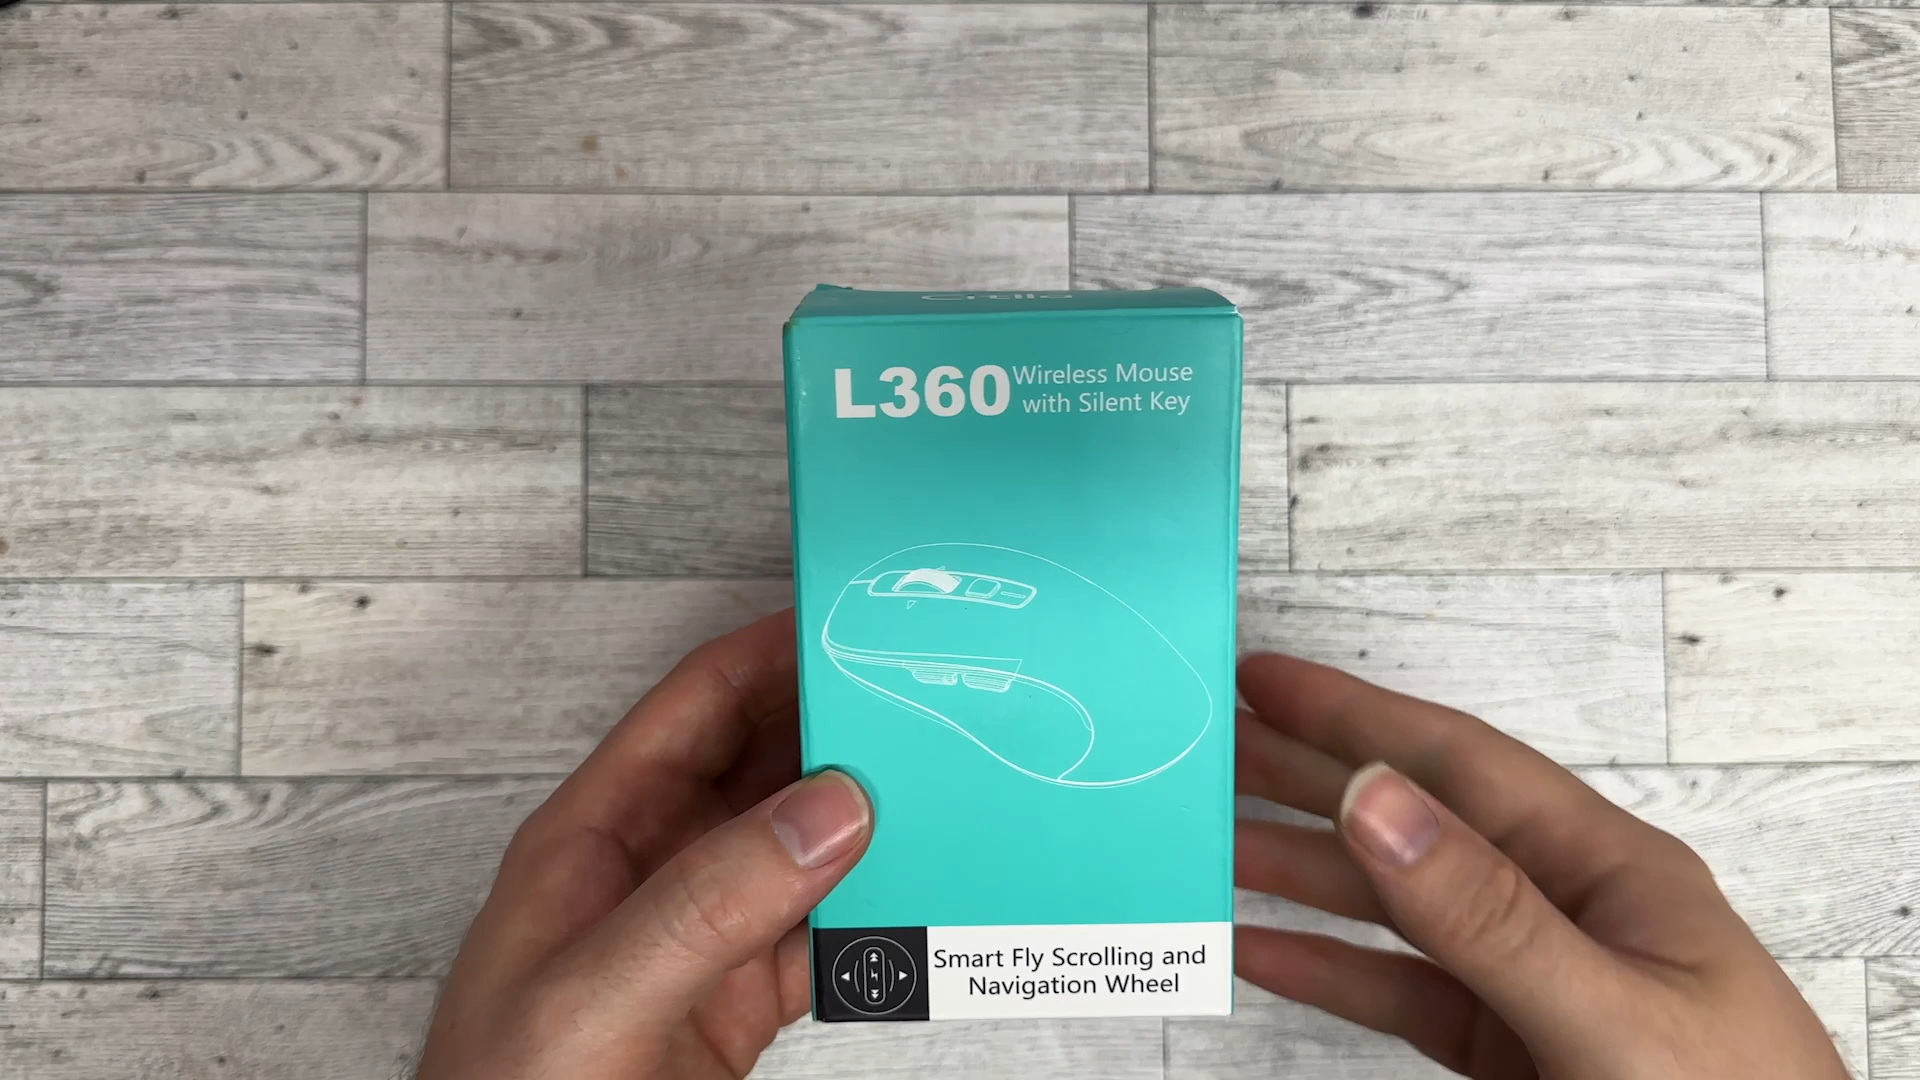 L360
Wireless Mouse
with Silent Key
Smart Fly Scrolling and
Navigation Wheel